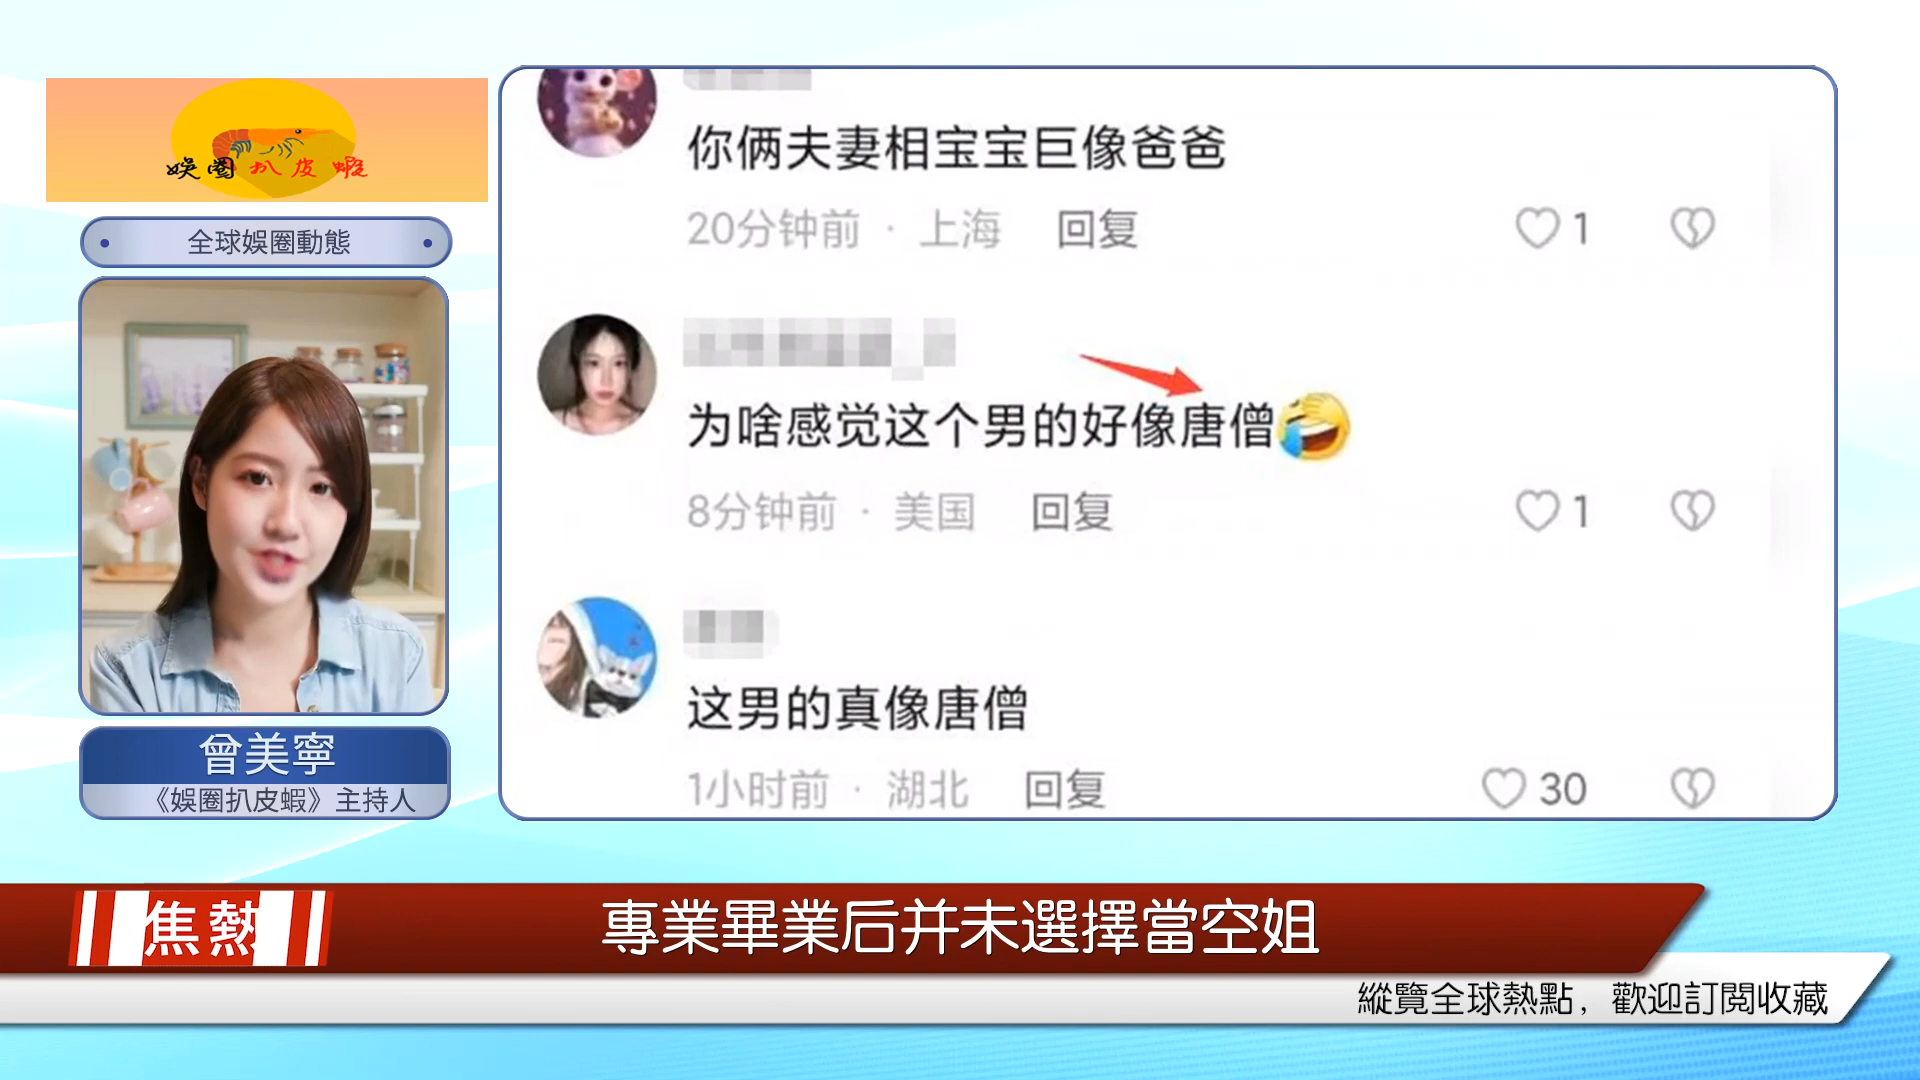 娛圈扒皮蝦
全球娛圈動態
曾美寧
《娛圈扒皮蝦》主持人
你俩夫妻相宝宝巨像爸爸
20分钟前 · 上海 回复 1
为啥感觉这个男的好像唐僧🤣
8分钟前 · 美国 回复 1
这男的真像唐僧
1小时前 · 湖北 回复 30
焦熱
專業畢業后并未選擇當空姐
縱覽全球熱點，歡迎訂閱收藏